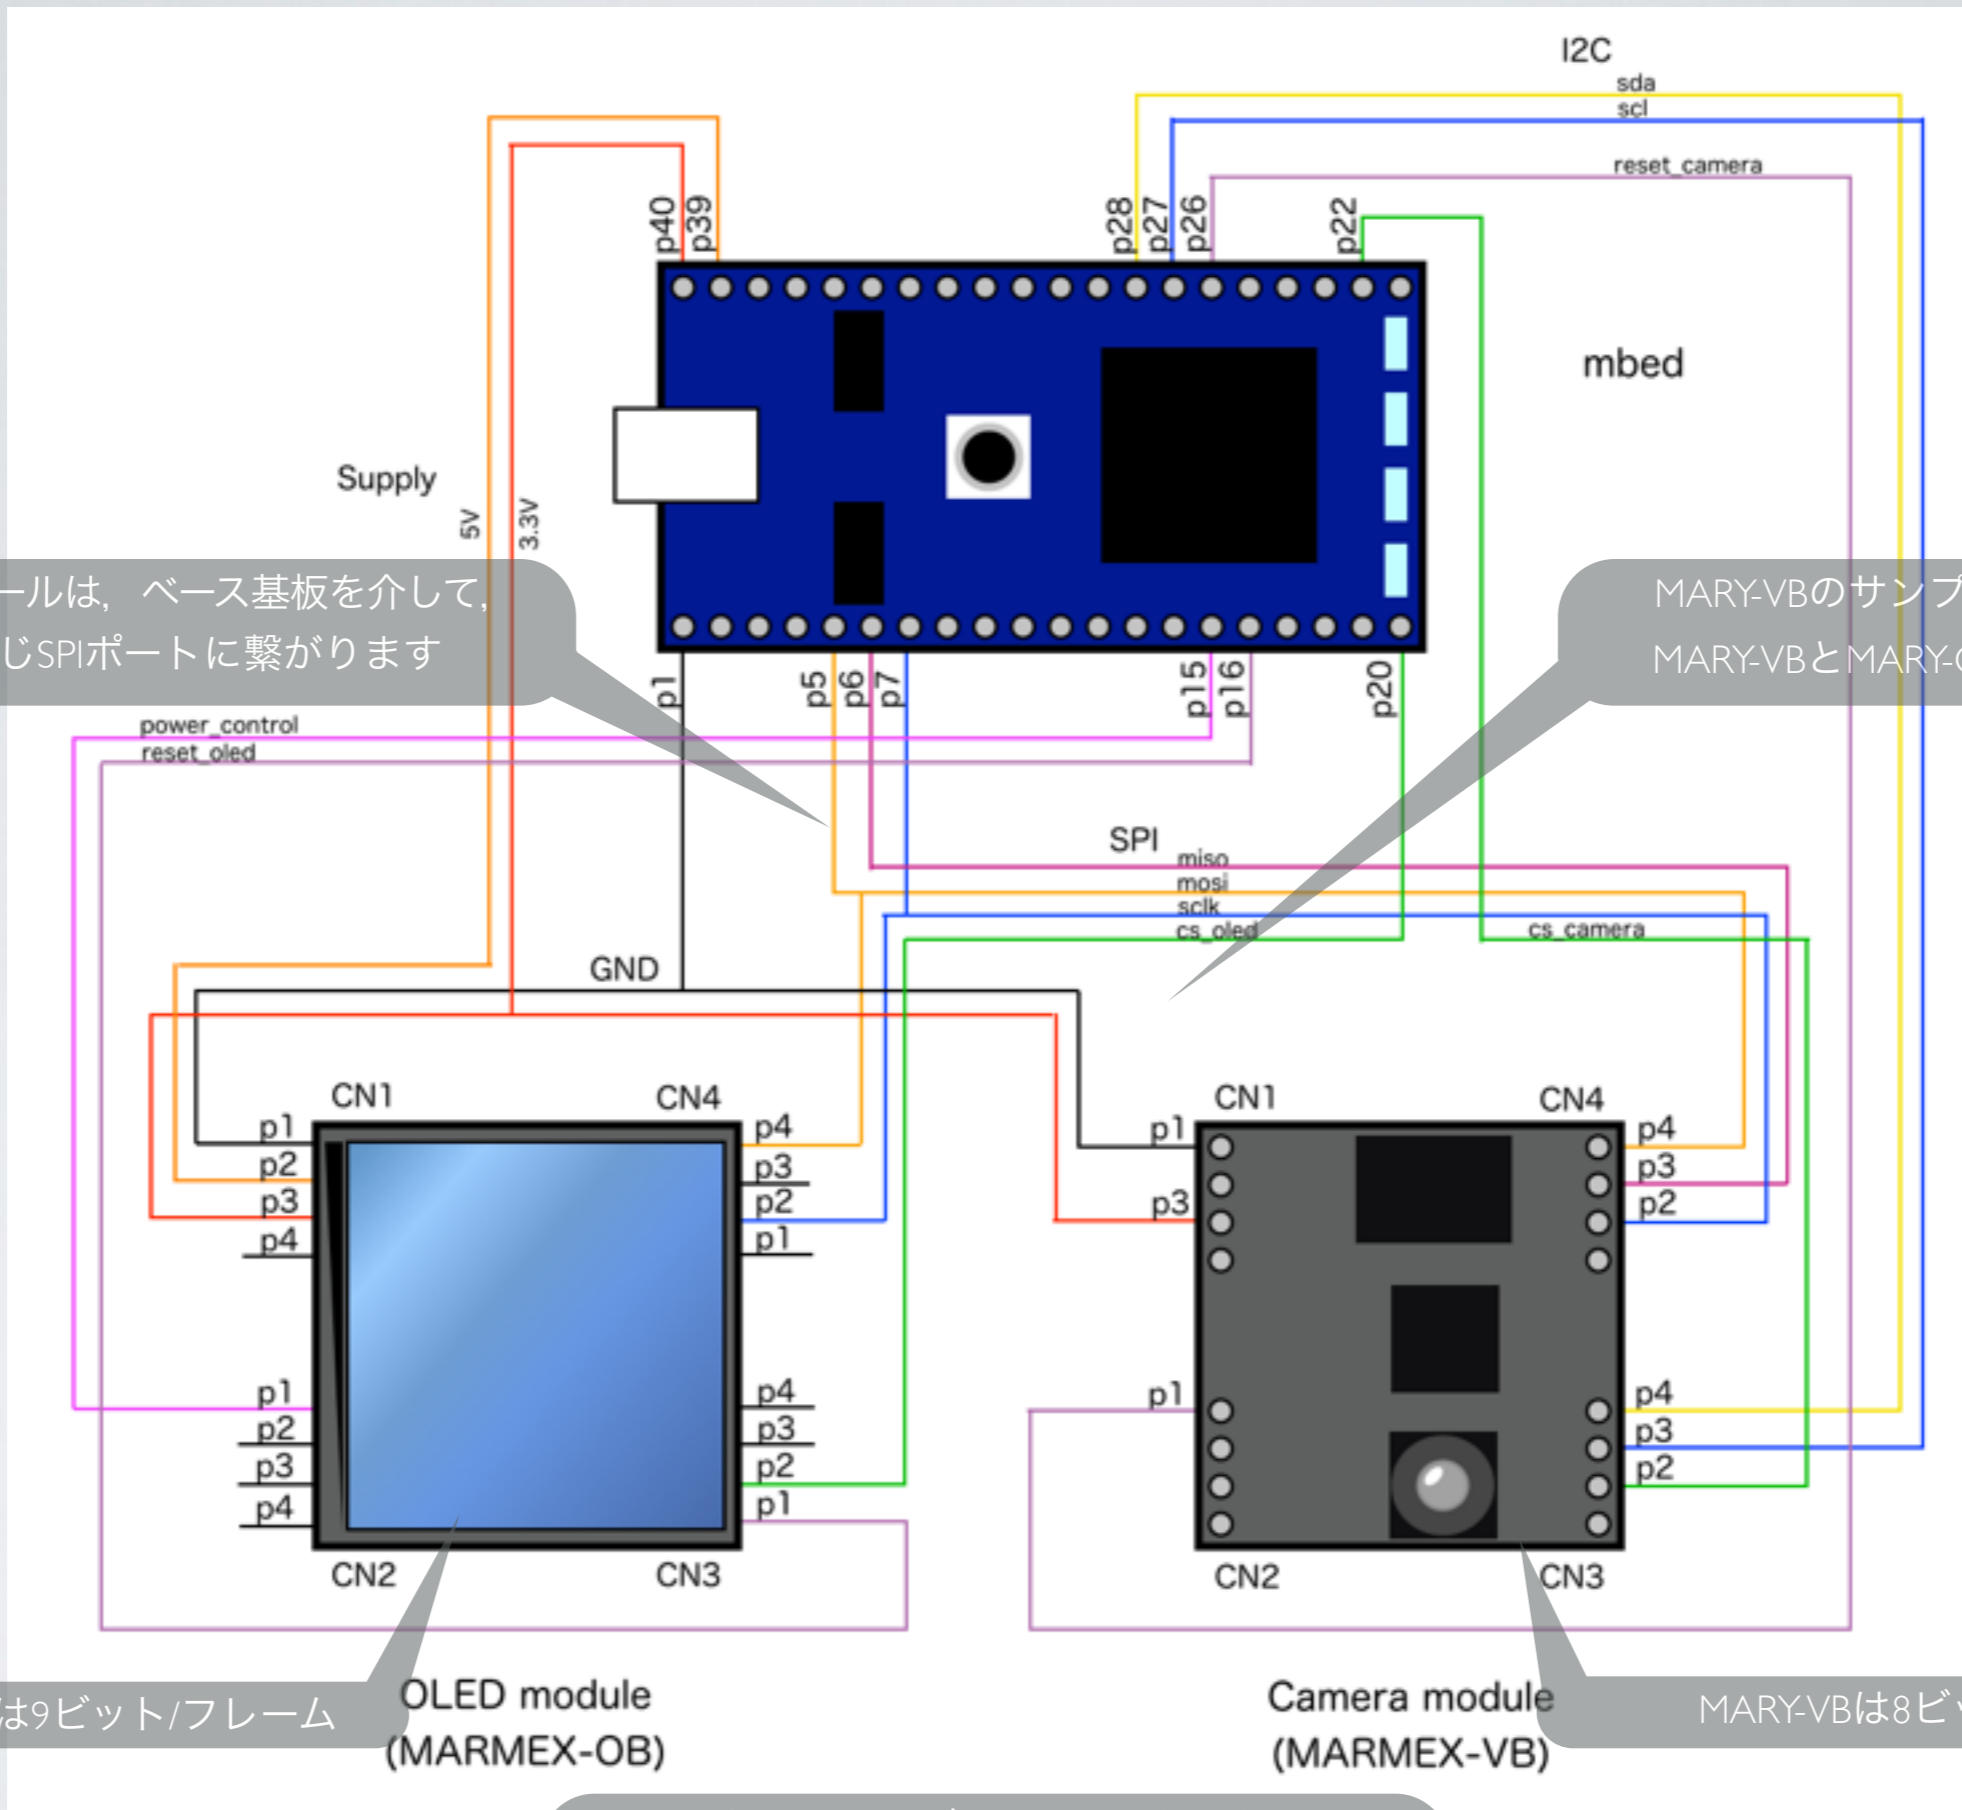 I2C
sda
scl
reset_camera
p40
p39
p28
p27
p26
p22
mbed
Supply
5V
3.3V
ールは，ベース基板を介して，
じSPIポートに繋がります
MARY-VBのサンプ
MARY-VBとMARY-
p1
p5
p6
p7
p15
p16
p20
power_control
reset_oled
SPI
miso
mosi
sclk
cs_oled
cs_camera
GND
CN1
CN4
p1
p2
p3
p4
p4
p3
p2
p1
p1
p2
p3
p4
p4
p3
p2
p1
CN2
CN3
CN1
CN4
p1
p3
p4
p3
p2
p1
p4
p3
p2
CN2
CN3
は9ビット/フレーム
OLED module
(MARMEX-OB)
Camera module
(MARMEX-VB)
MARY-VBは8ビ